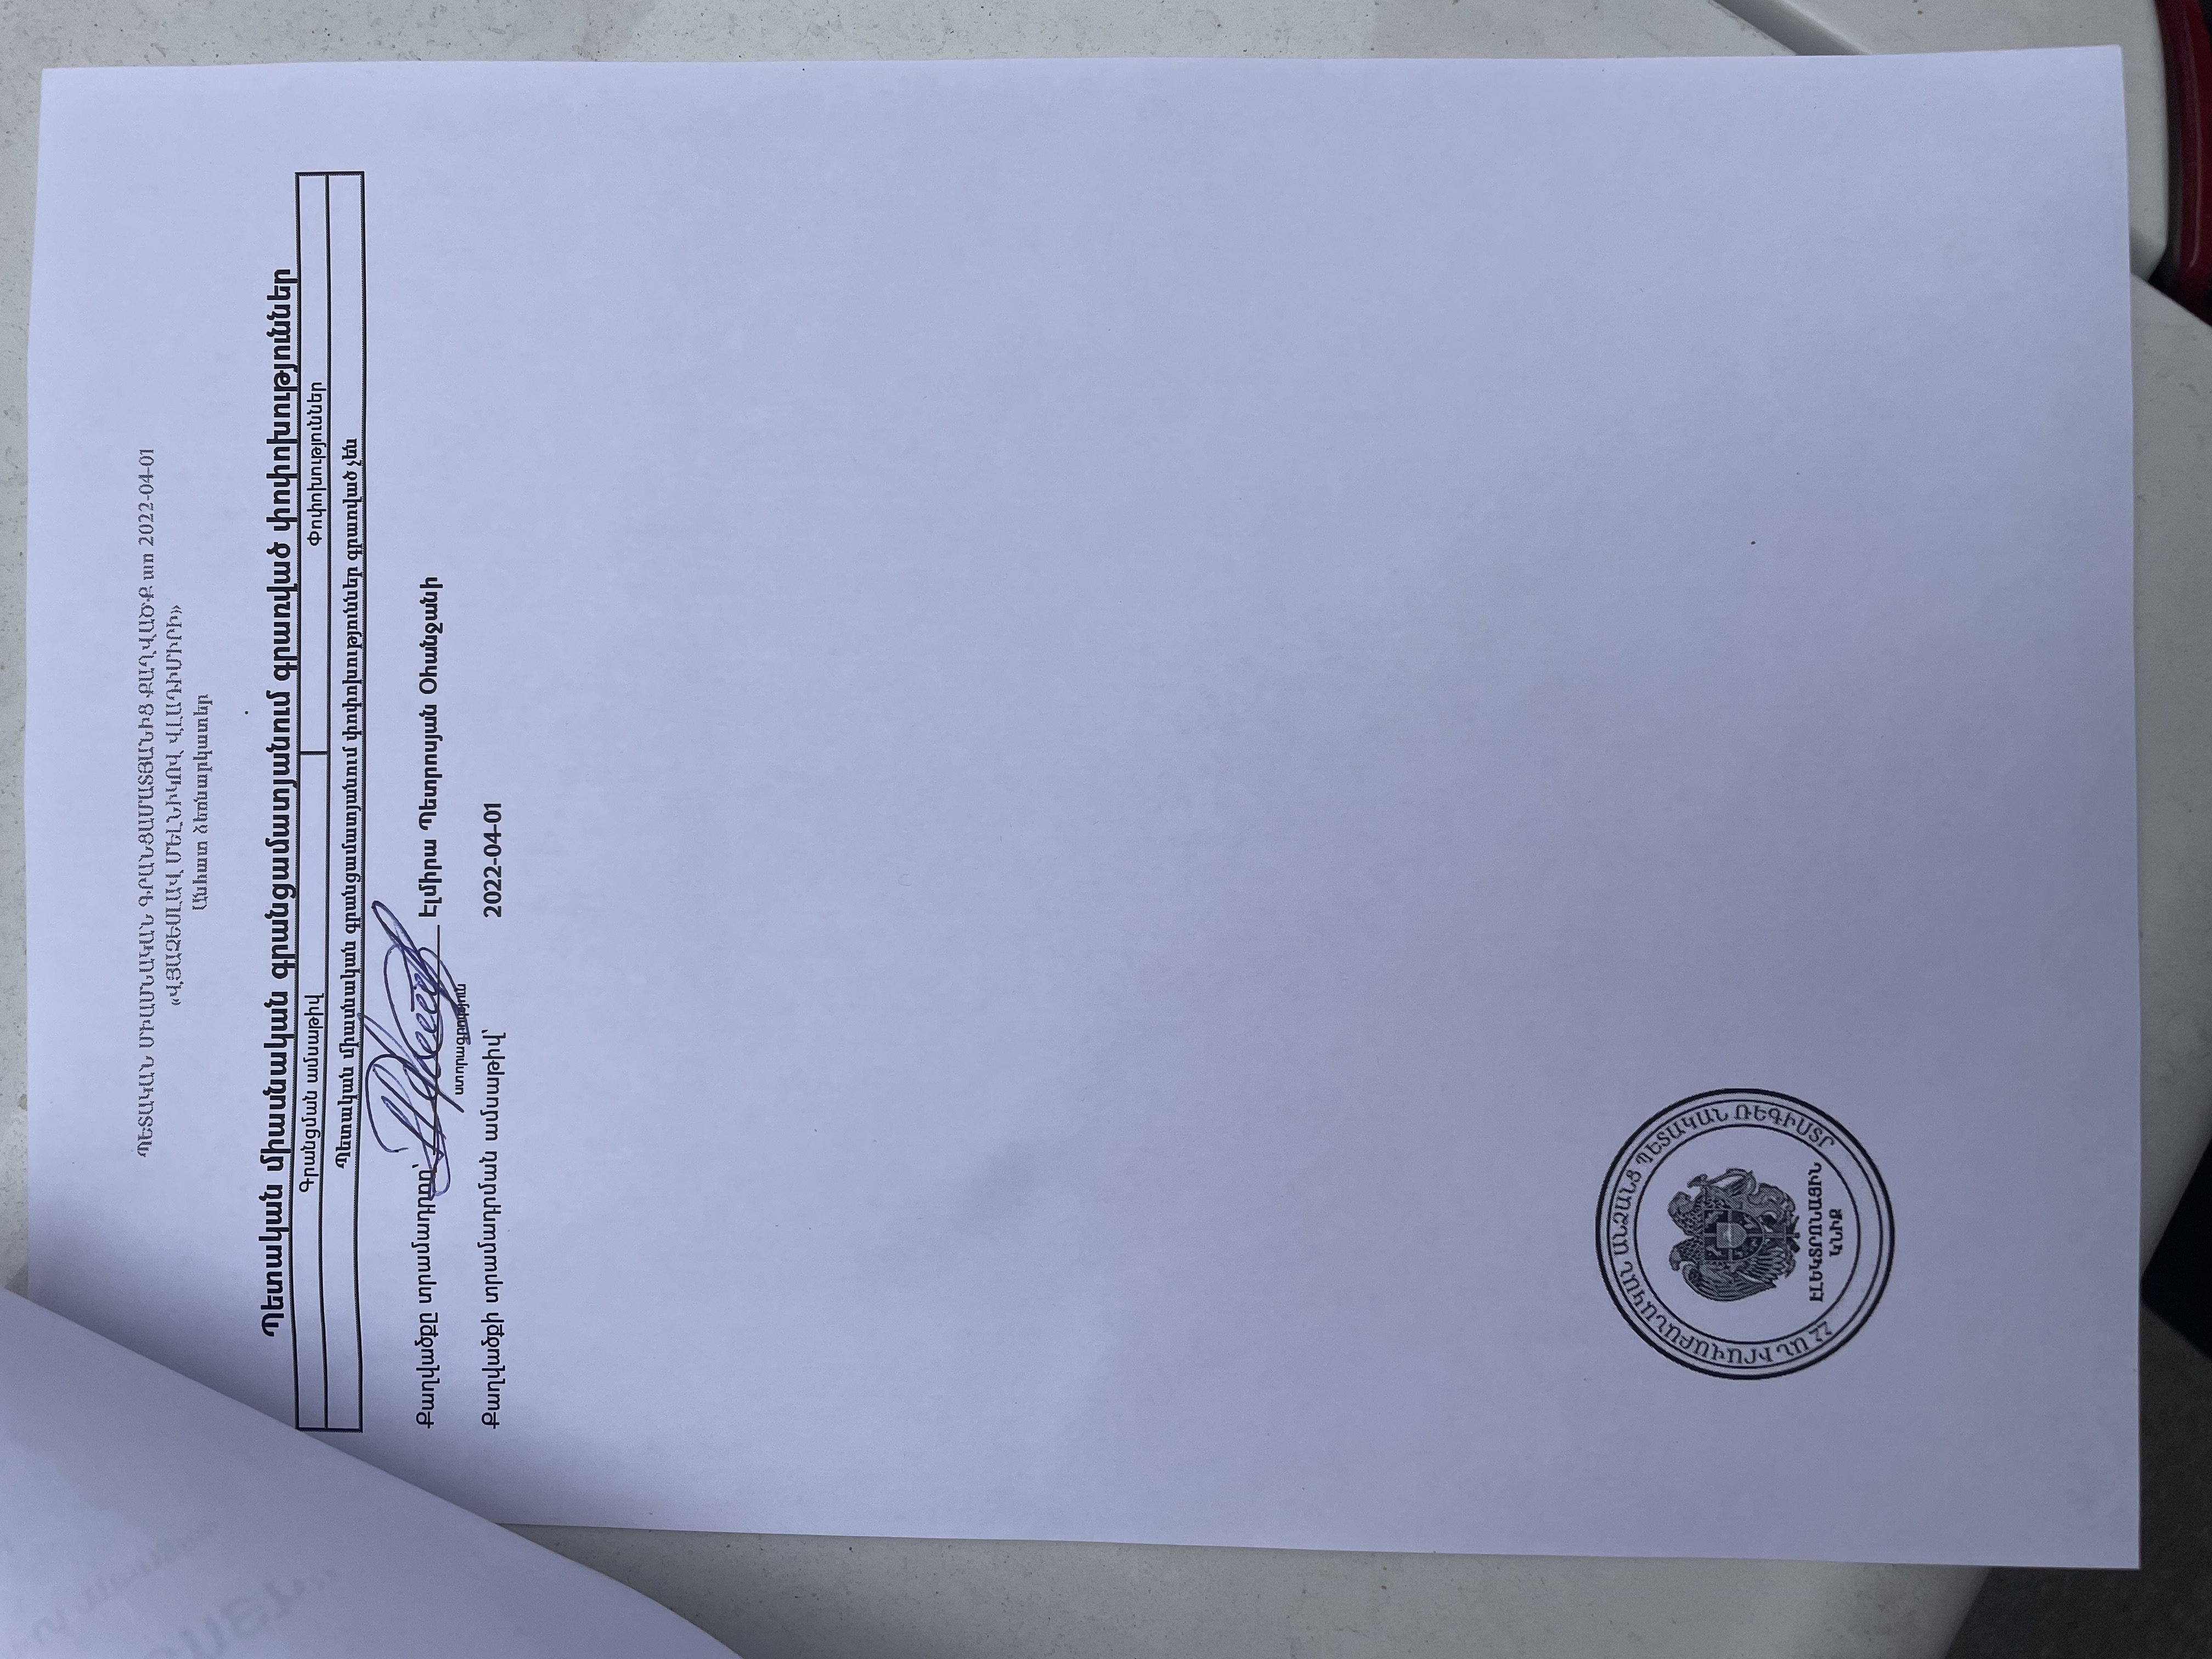 ՊԵՏԱԿԱՆ ՄԻԱՍՆԱԿԱՆ ԳՐԱՆՑԱՄԱՏՅԱՆԻՑ ՔԱՂՎԱԾՔ առ 2022-04-01
«ՎՅԱՉԵՍԼԱՎ ՄԵԼՆԻԿՈՎ ՎԼԱԴԻՄԻՐԻ»
Անհատ ձեռնարկատեր
Պետական միասնական գրանցամատյանում գրառված փոփոխություններ
Գրանցման ամսաթիվ Փոփոխություններ
Պետական միասնական գրանցամատյանում փոփոխություններ գրառված չեն
Քաղվածքը տրամադրող՝ Էլմիրա Պետրոսյան Օհանջանի
ստորագրություն
Քաղվածքի տրամադրման ամսաթիվ՝ 2022-04-01
ՀՀ ԱՆ ԻՐԱՎԱԲԱՆԱԿԱՆ ԱՆՁԱՆՑ ՊԵՏԱԿԱՆ ՌԵԳԻՍՏՐ
ԷԼԵԿՏՐՈՆԱՅԻՆ
ԿՆԻՔ